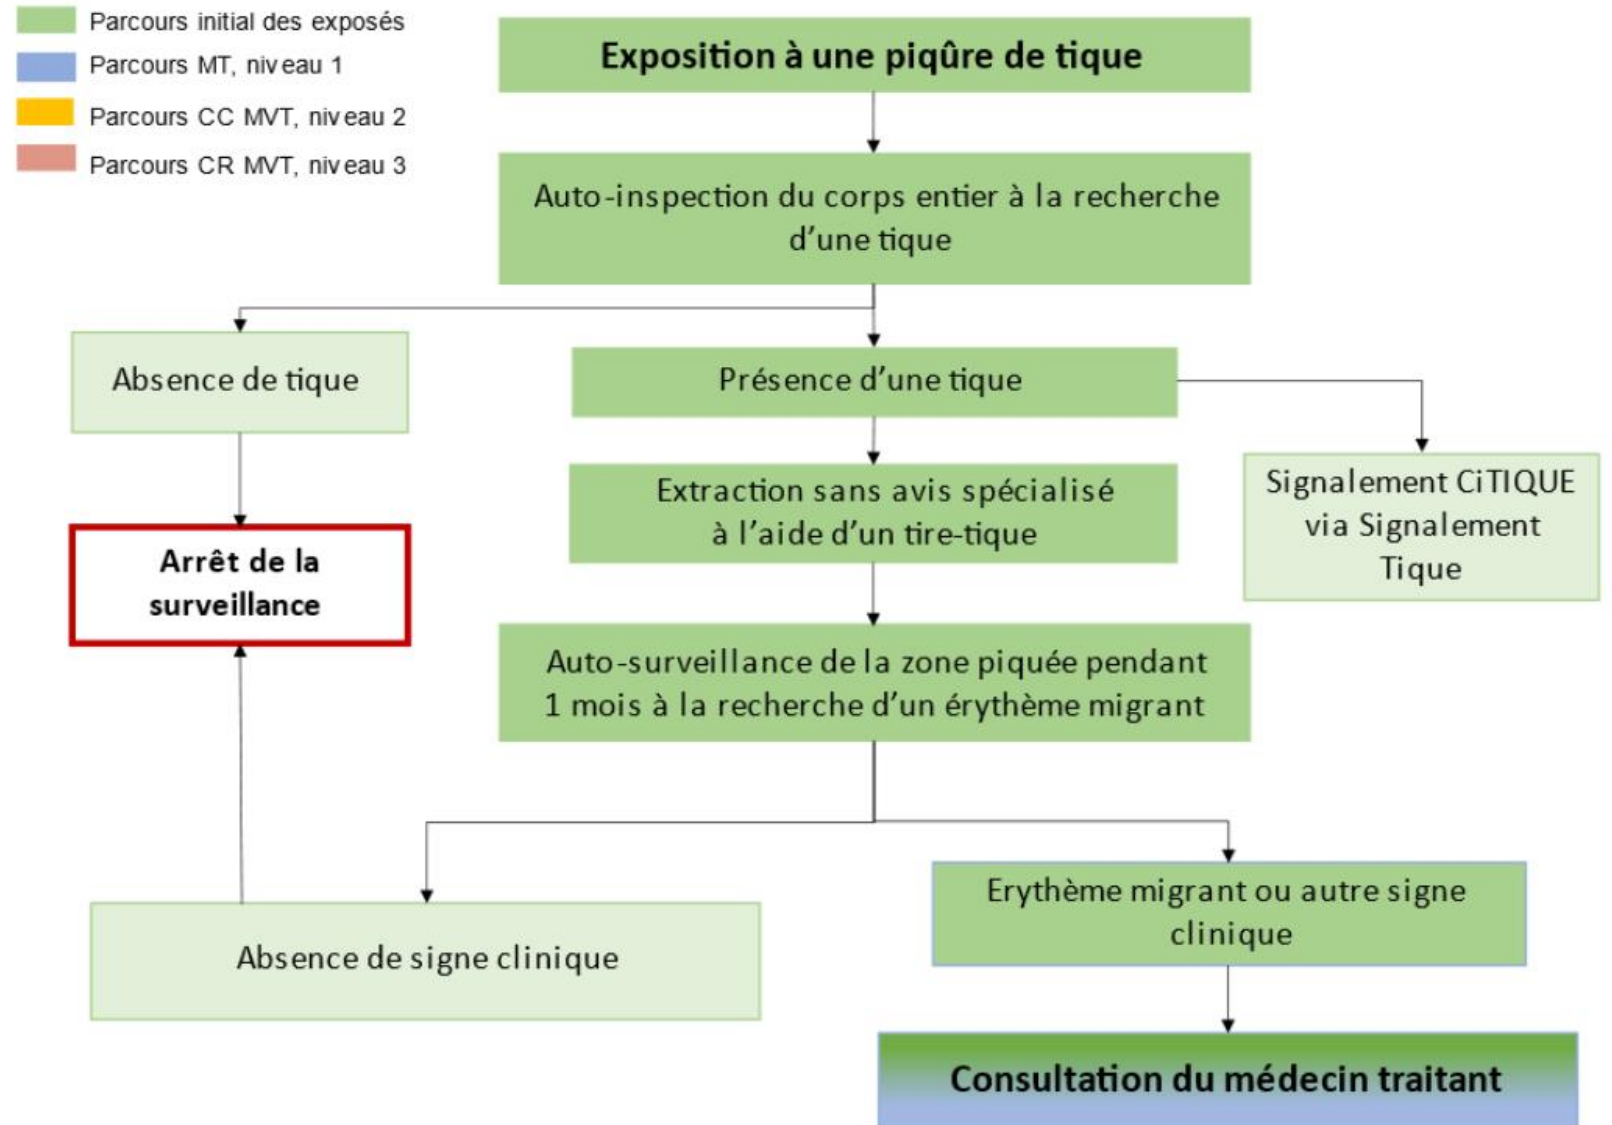 Parcours initial des exposés
Parcours MT, niveau 1
Parcours CC MVT, niveau 2
Parcours CR MVT, niveau 3
Exposition à une piqûre de tique
Auto-inspection du corps entier à la recherche
d’une tique
Absence de tique
Présence d’une tique
Extraction sans avis spécialisé
à l’aide d’un tire-tique
Signalement CiTIQUE
via Signalement
Tique
Arrêt de la
surveillance
Auto-surveillance de la zone piquée pendant
1 mois à la recherche d’un érythème migrant
Absence de signe clinique
Erythème migrant ou autre signe
clinique
Consultation du médecin traitant